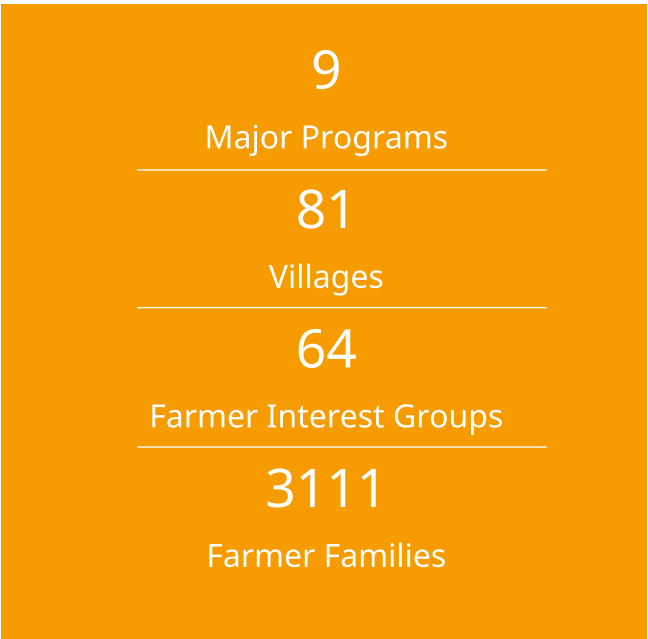 9
Major Programs
81
Villages
64
Farmer Interest Groups
3111
Farmer Families